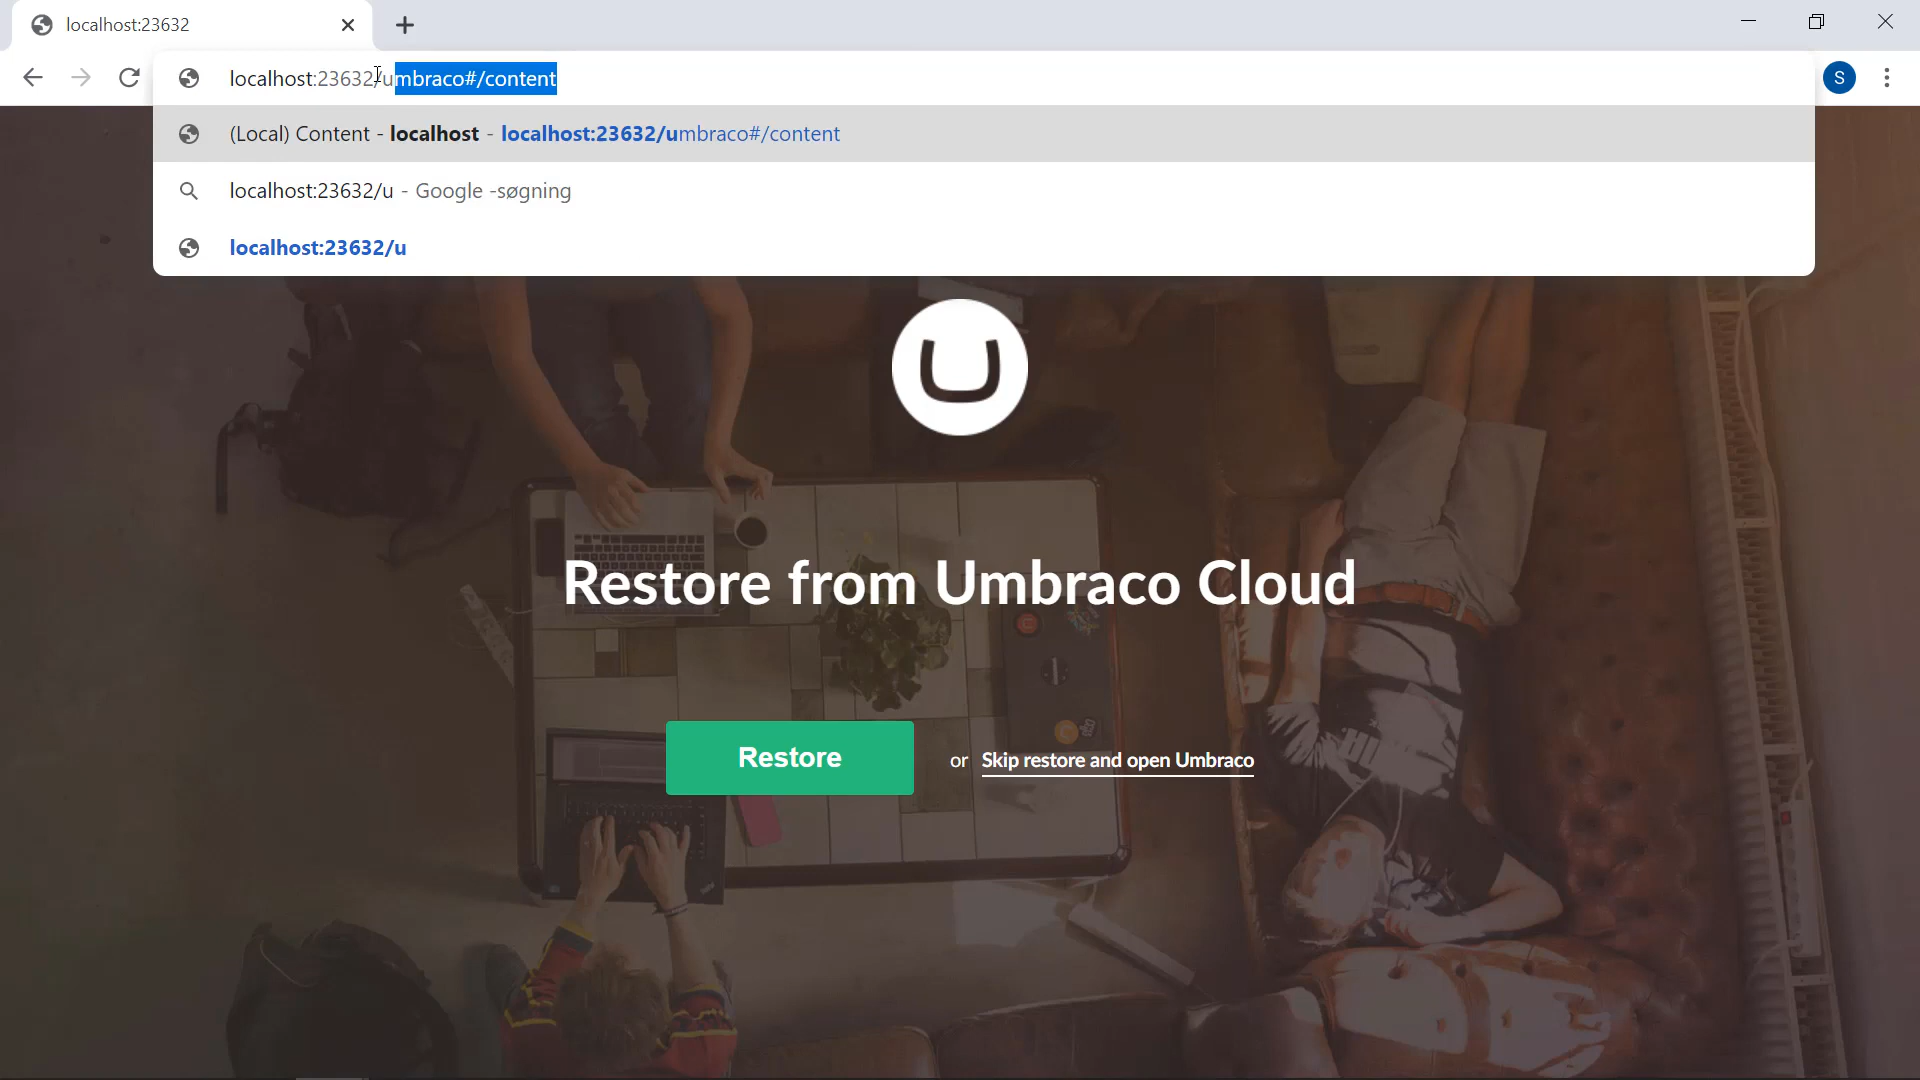 localhost:23632
localhost:23632/umbraco#/content
S
(Local) Content - localhost - localhost:23632/umbraco#/content
localhost:23632/u - Google -søgning
localhost:23632/u
Restore from Umbraco Cloud
Restore or Skip restore and open Umbraco